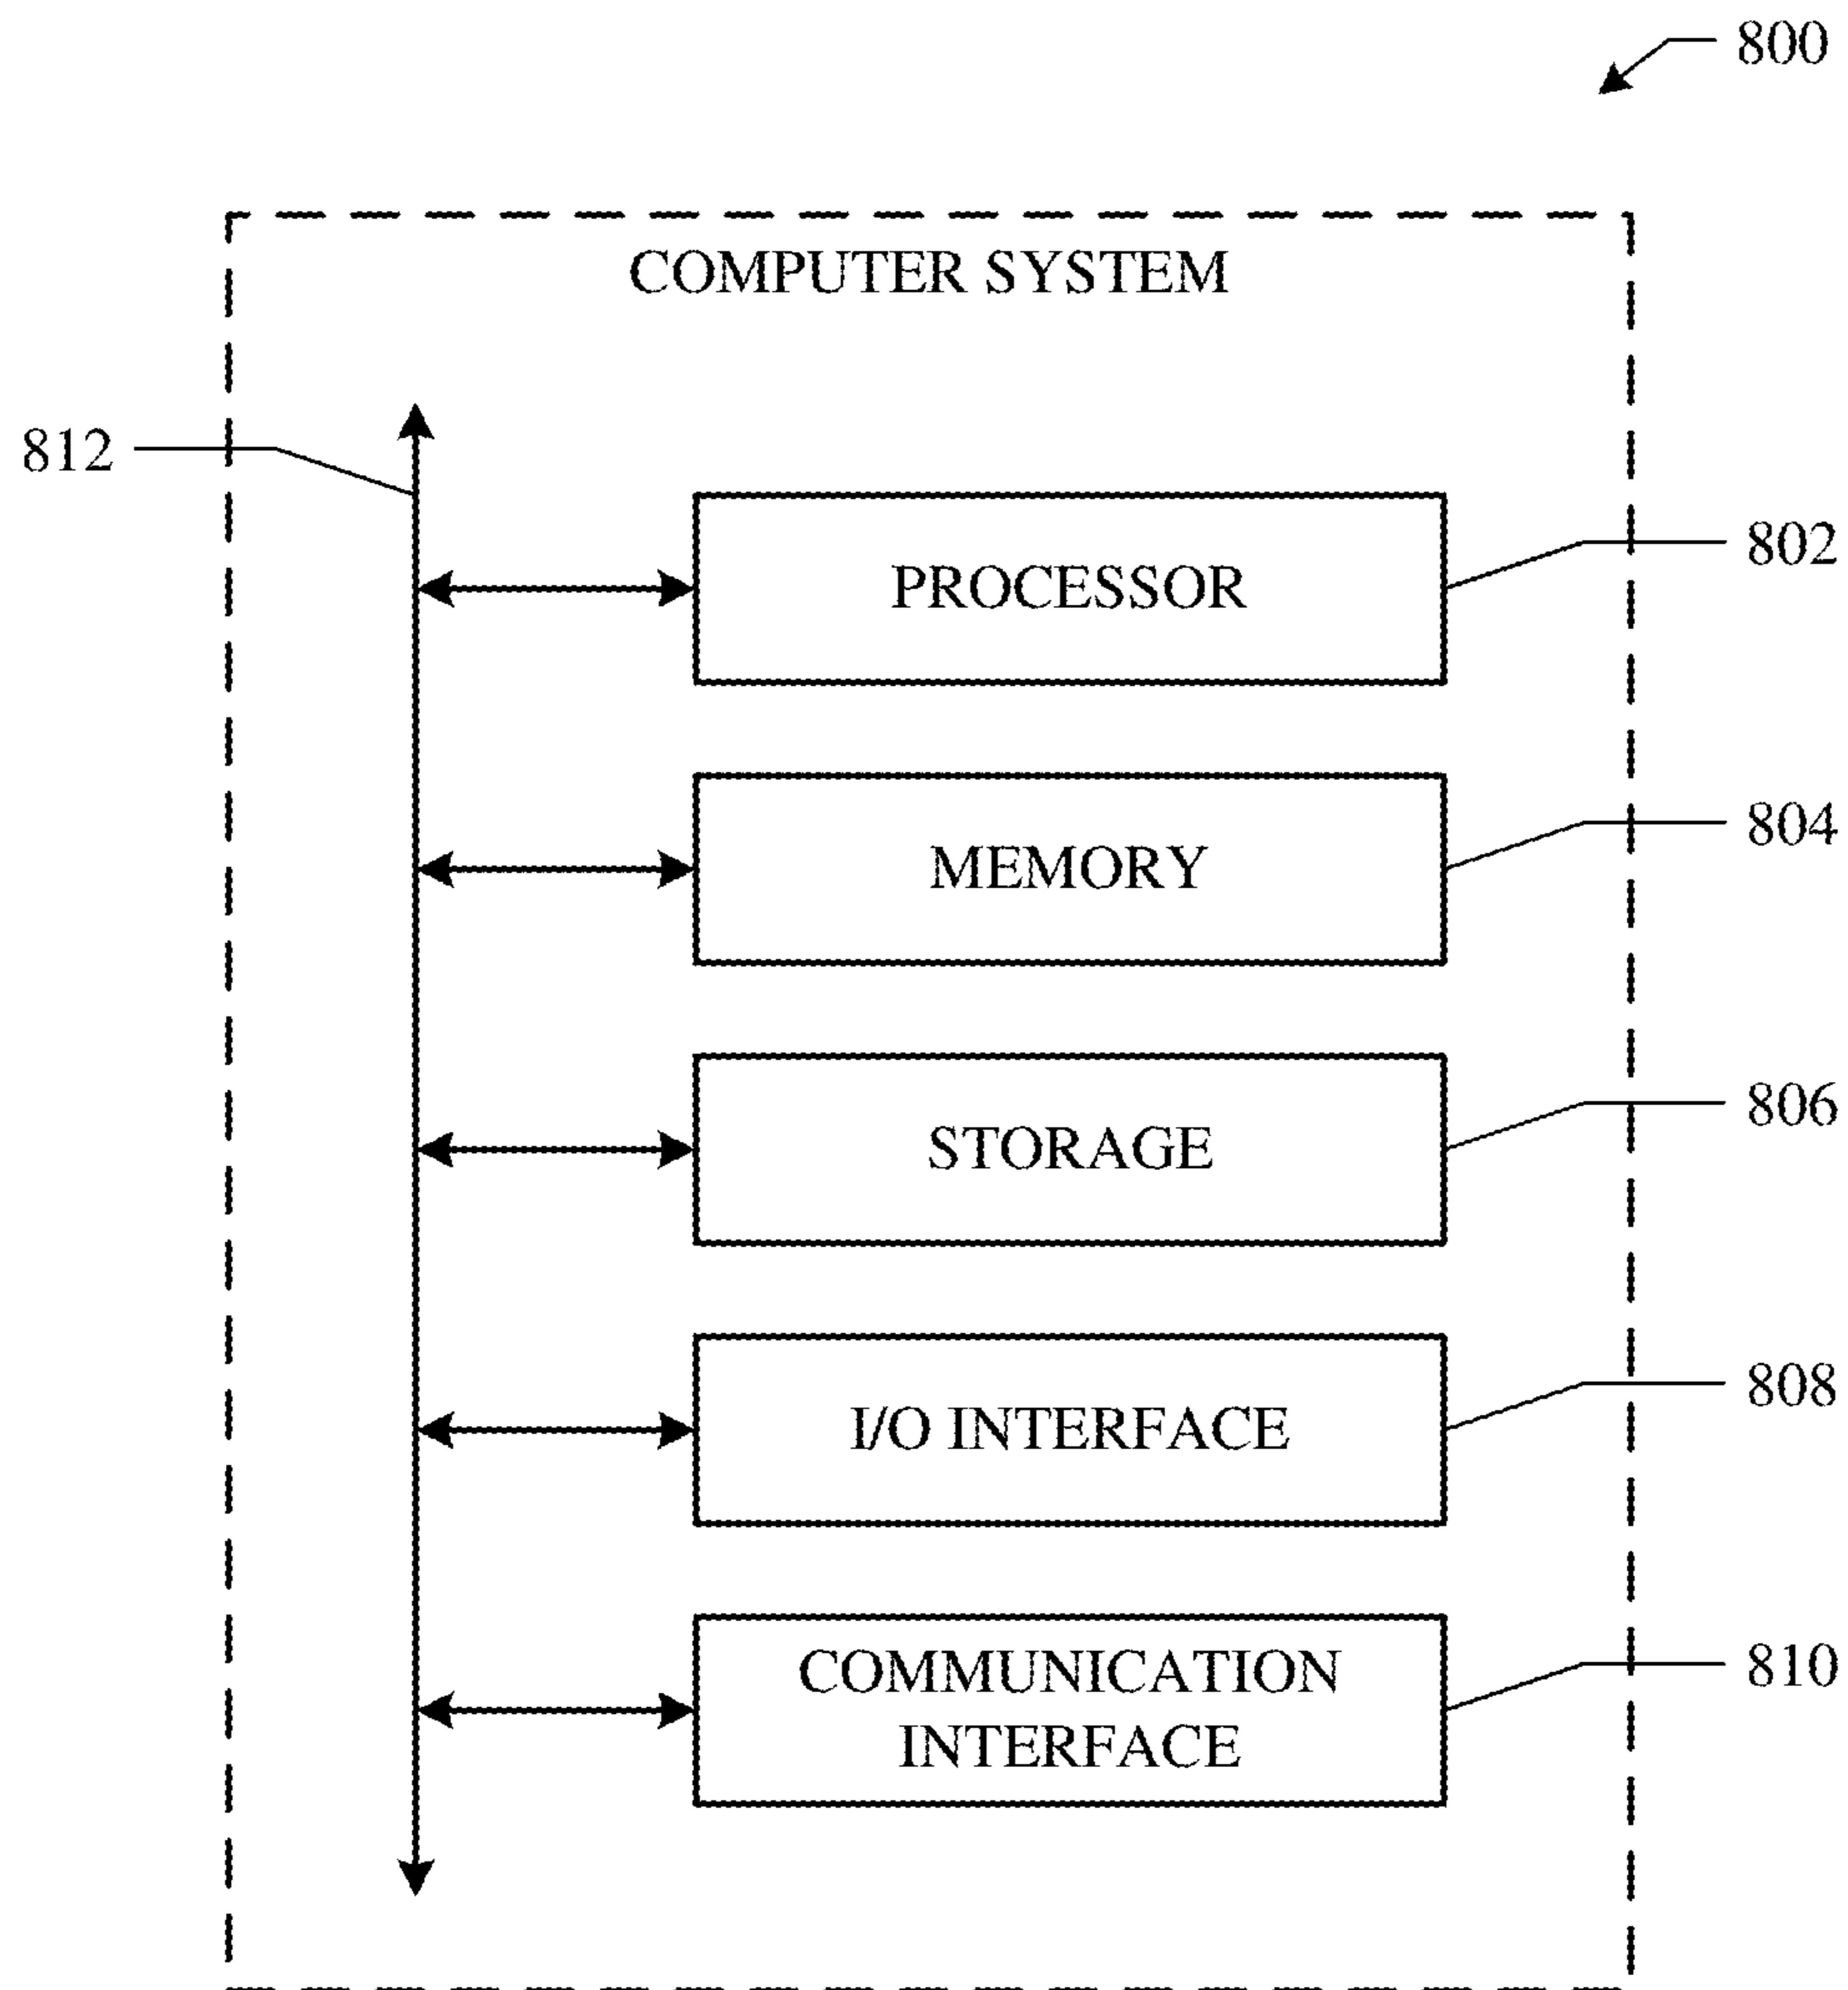 800
COMPUTER SYSTEM
812
PROCESSOR
802
MEMORY
804
STORAGE
806
I/O INTERFACE
808
COMMUNICATION
INTERFACE
810